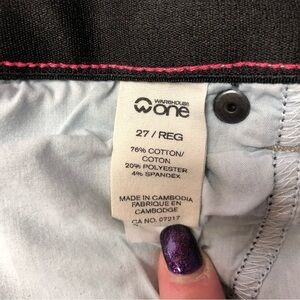 WAREHOUSE
One
27 / REG
76% COTTON/
COTON
20% POLYESTER
4% SPANDEX
MADE IN CAMBODIA
FABRIQUE EN
CAMBODGE
CA NO. 07217